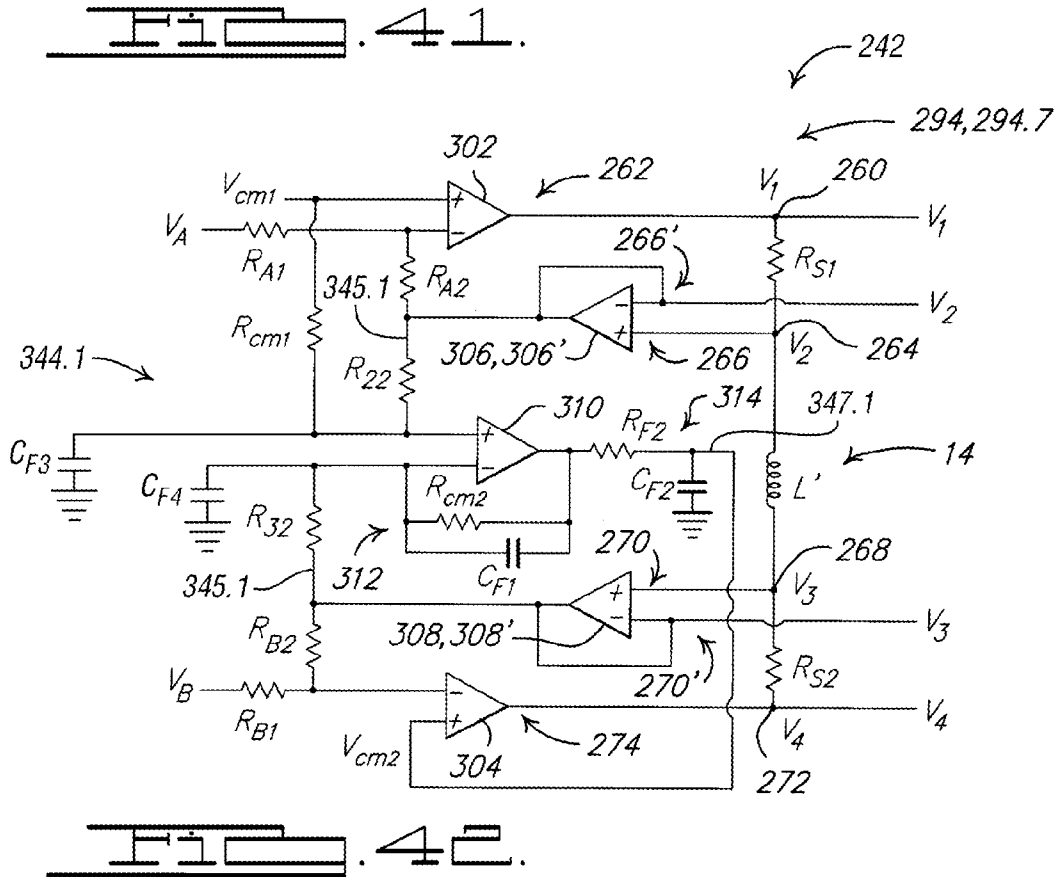 Fig. 41.
242
294, 294.7
302
262
V1
260
Vcm1
V1
VA
266'
RA1
RA2
RS1
345.1
V2
Rcm1
306, 306'
266
V2
264
344.1
R22
310
314
347.1
RF2
CF3
14
CF4
Rcm2
CF2
L'
R32
312
270
268
CF1
345.1
V3
RB2
308, 308'
V3
270'
RS2
VB
RB1
V4
V4
Vcm2
304
274
272
+
−
−
+
+
−
+
−
−
+
Fig. 42.